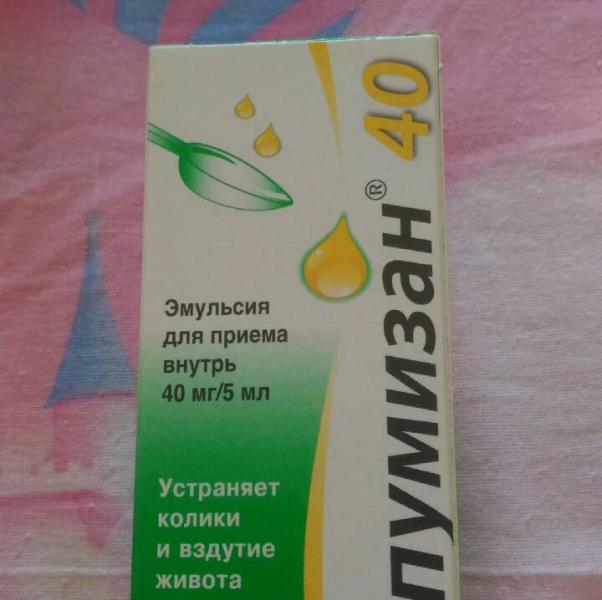 Эмульсия
для приема
внутрь
40 мг/5 мл
Устраняет
колики
и вздутие
живота
пумизан® 40